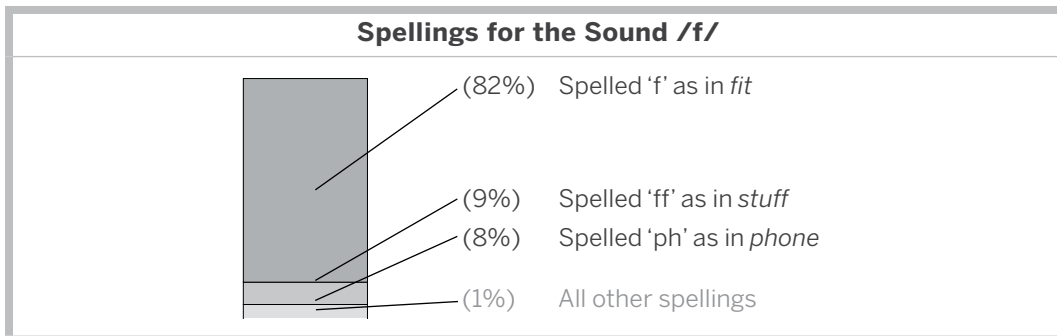 Spellings for the Sound /f/
(82%) Spelled ‘f’ as in fit
(9%) Spelled ‘ff’ as in stuff
(8%) Spelled ‘ph’ as in phone
(1%) All other spellings